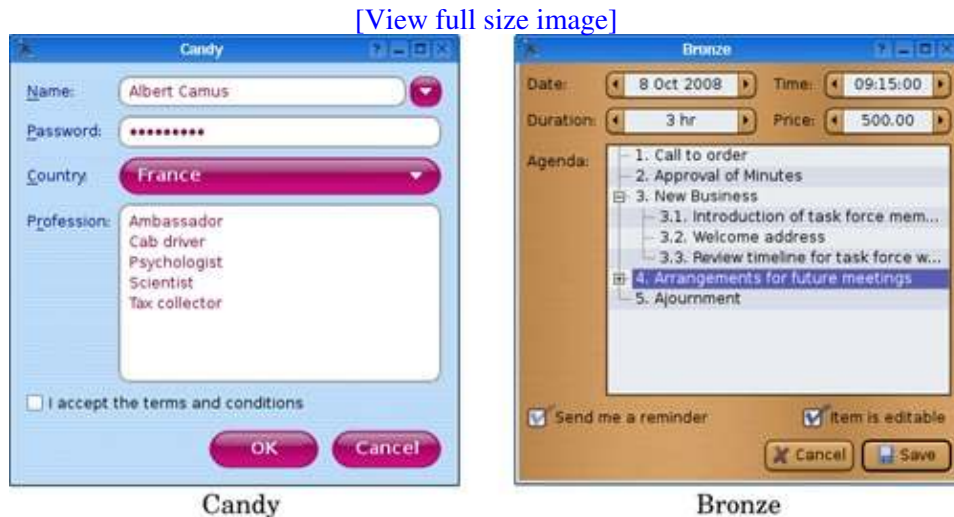 [View full size image]
Candy
Name: Albert Camus
Password: •••••••••
Country: France
Profession: Ambassador
Cab driver
Psychologist
Scientist
Tax collector
I accept the terms and conditions
OK Cancel
Candy
Bronze
Date: 8 Oct 2008 Time: 09:15:00
Duration: 3 hr Price: 500.00
Agenda: 1. Call to order
2. Approval of Minutes
3. New Business
3.1. Introduction of task force mem...
3.2. Welcome address
3.3. Review timeline for task force w...
4. Arrangements for future meetings
5. Ajournment
Send me a reminder Item is editable
Cancel Save
Bronze